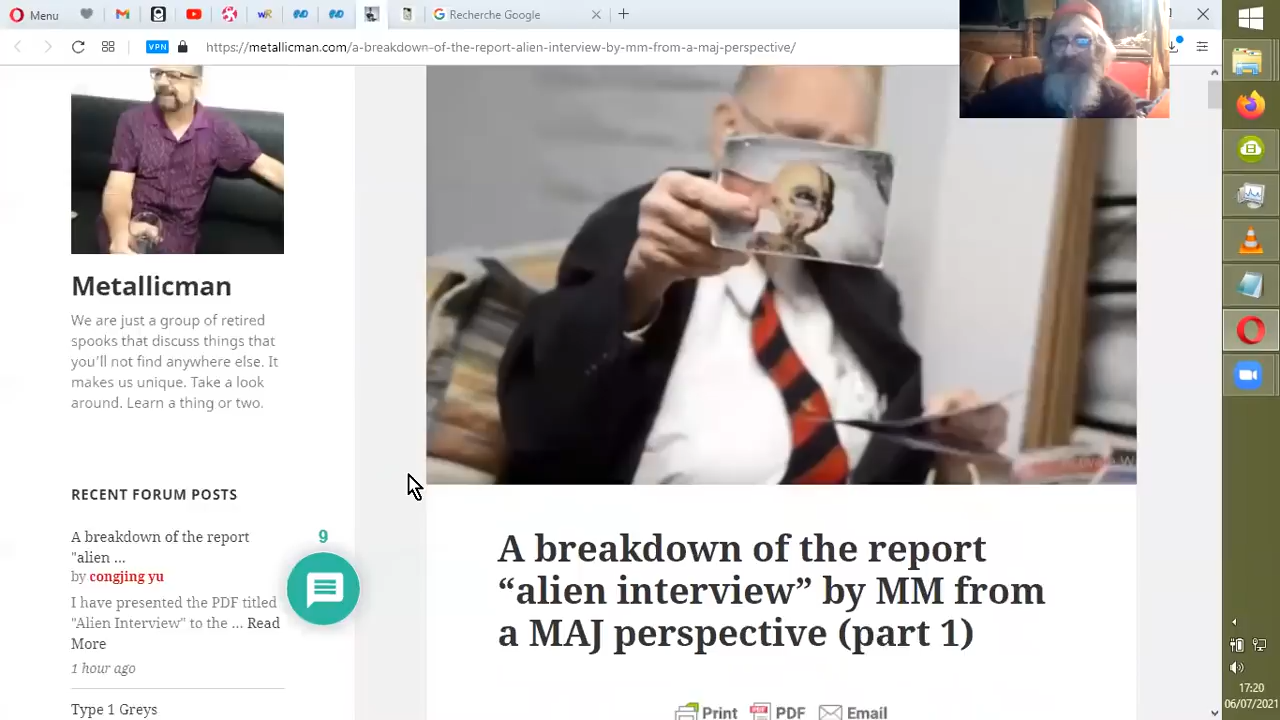 Menu
Recherche Google
VPN
https://metallicman.com/a-breakdown-of-the-report-alien-interview-by-mm-from-a-maj-perspective/
Metallicman
We are just a group of retired
spooks that discuss things that
you'll not find anywhere else. It
makes us unique. Take a look
around. Learn a thing or two.
RECENT FORUM POSTS
A breakdown of the report
"alien ...
by congjing yu
I have presented the PDF titled
"Alien Interview" to the ... Read
More
1 hour ago
Type 1 Greys
9
A breakdown of the report
“alien interview” by MM from
a MAJ perspective (part 1)
Print PDF Email
17:20
06/07/2021